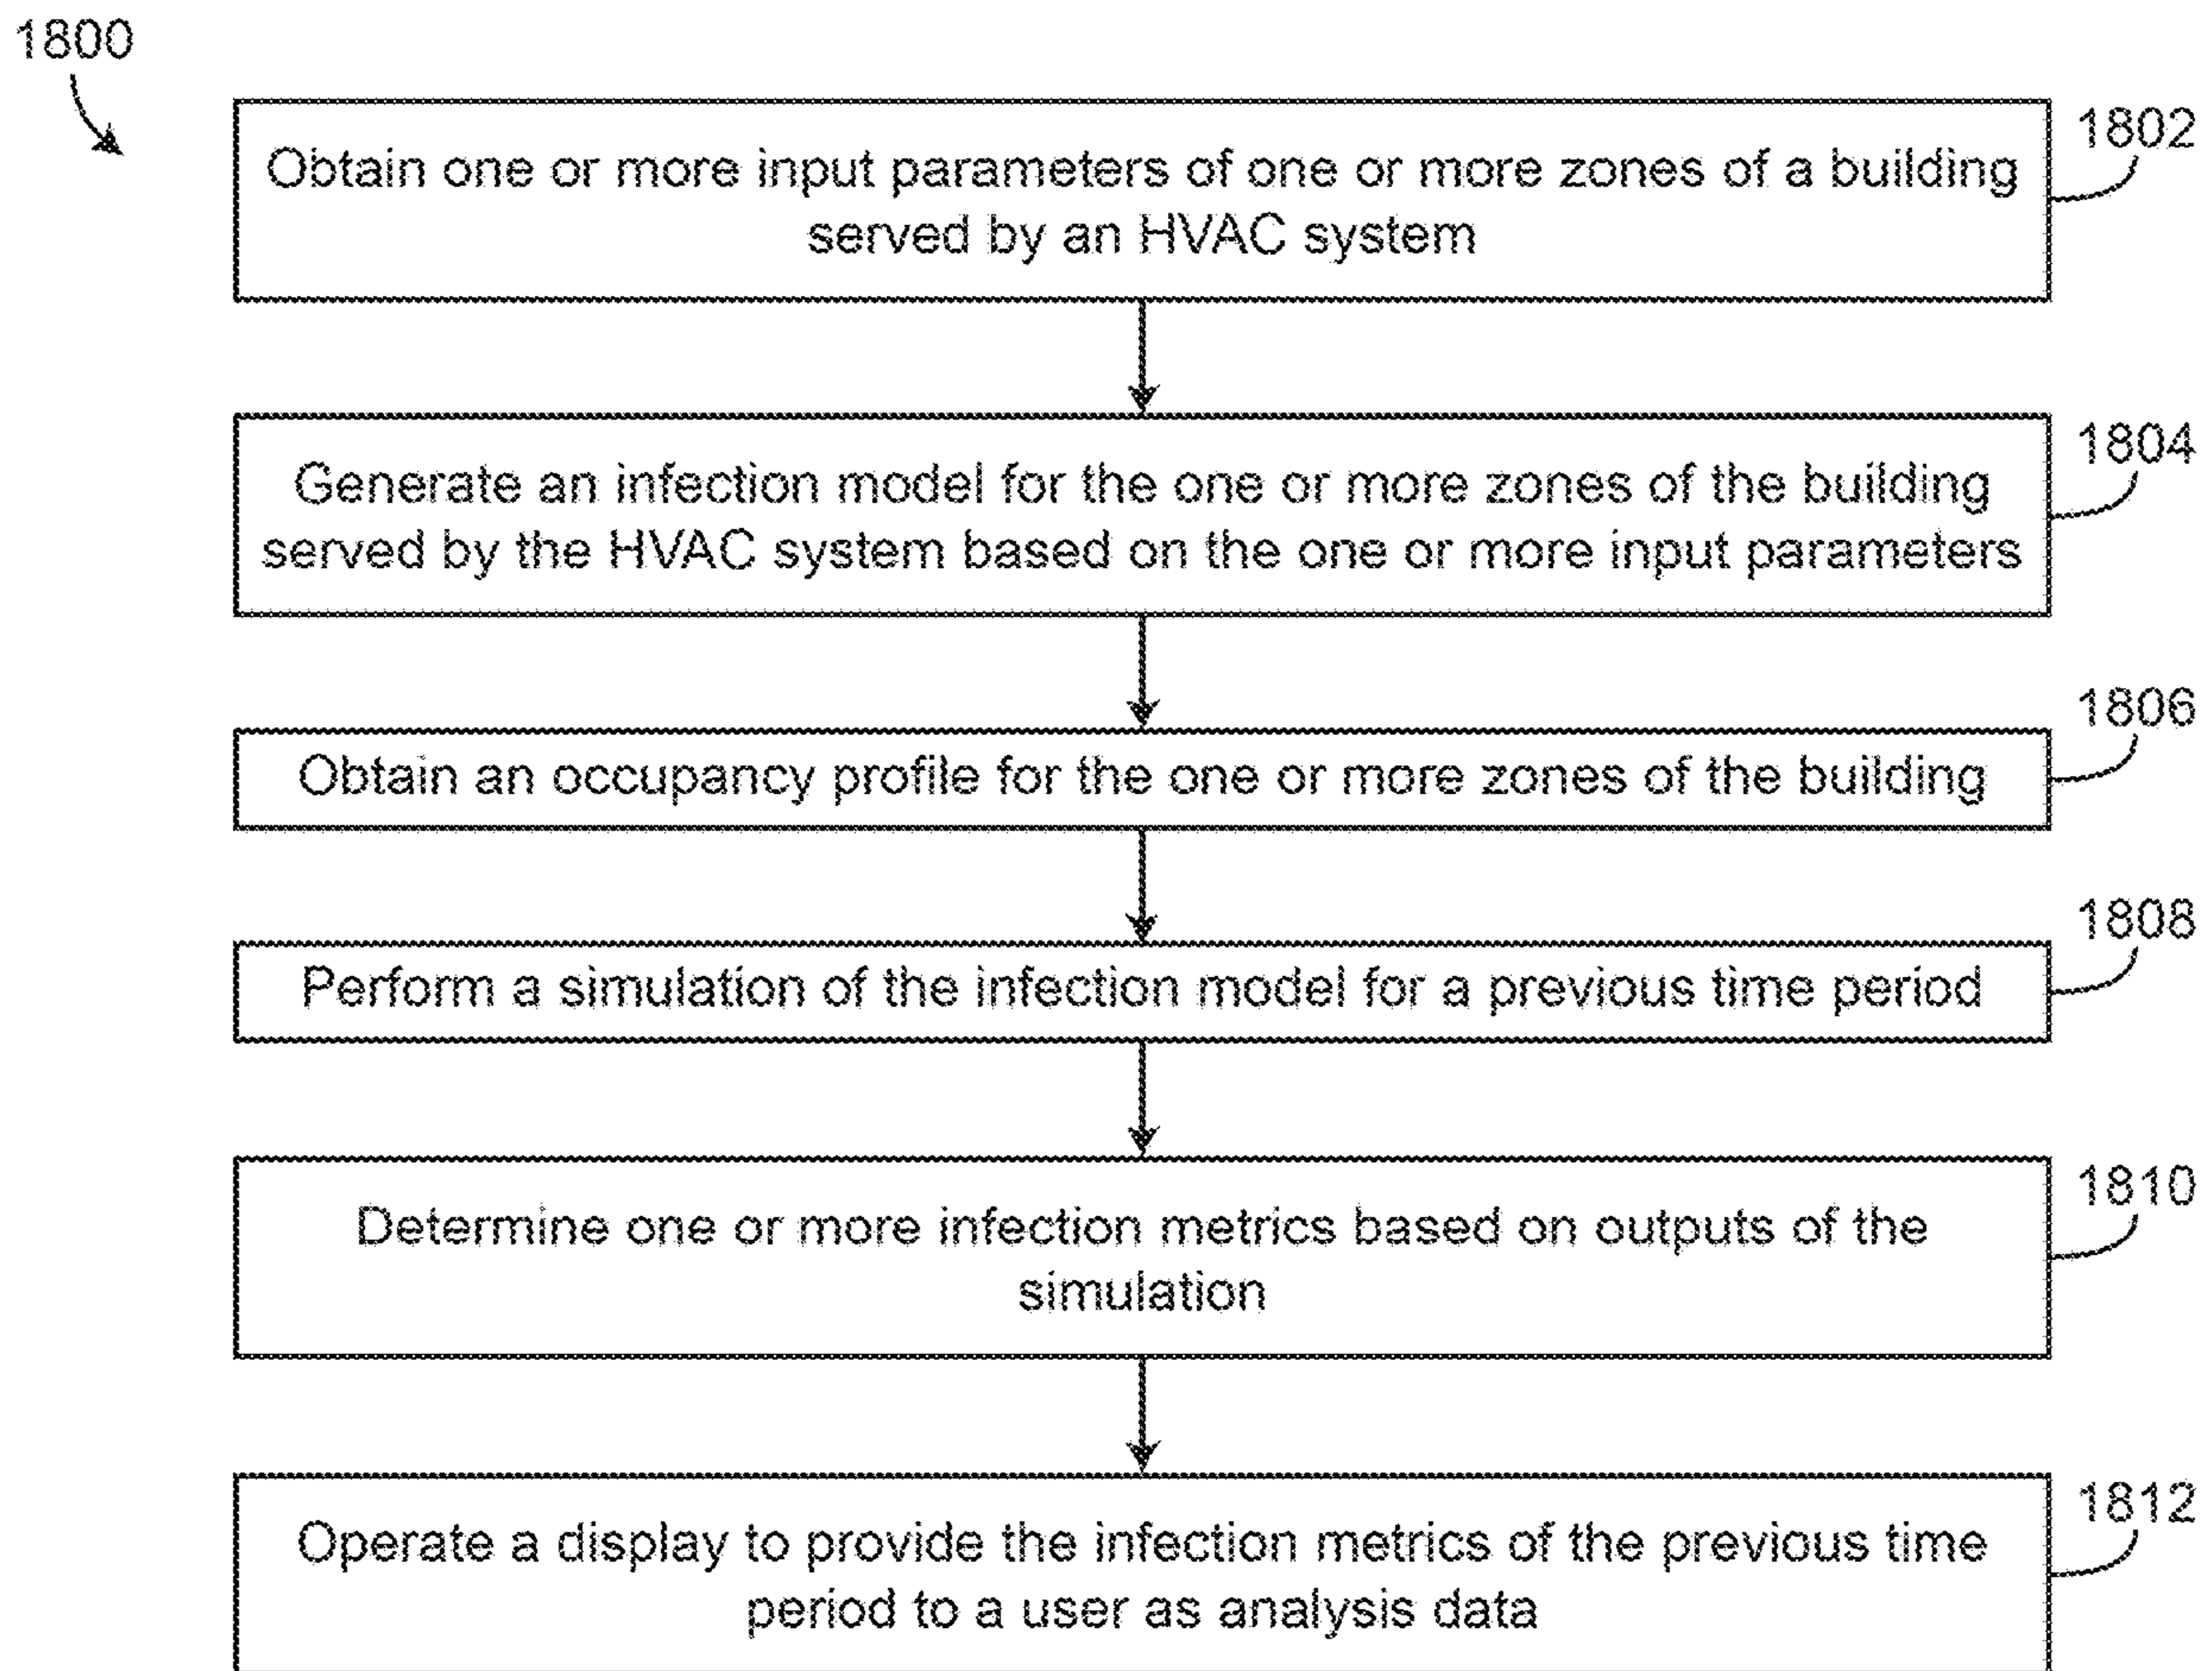 1800
1802
Obtain one or more input parameters of one or more zones of a building
served by an HVAC system
1804
Generate an infection model for the one or more zones of the building
served by the HVAC system based on the one or more input parameters
1806
Obtain an occupancy profile for the one or more zones of the building
1808
Perform a simulation of the infection model for a previous time period
1810
Determine one or more infection metrics based on outputs of the
simulation
1812
Operate a display to provide the infection metrics of the previous time
period to a user as analysis data